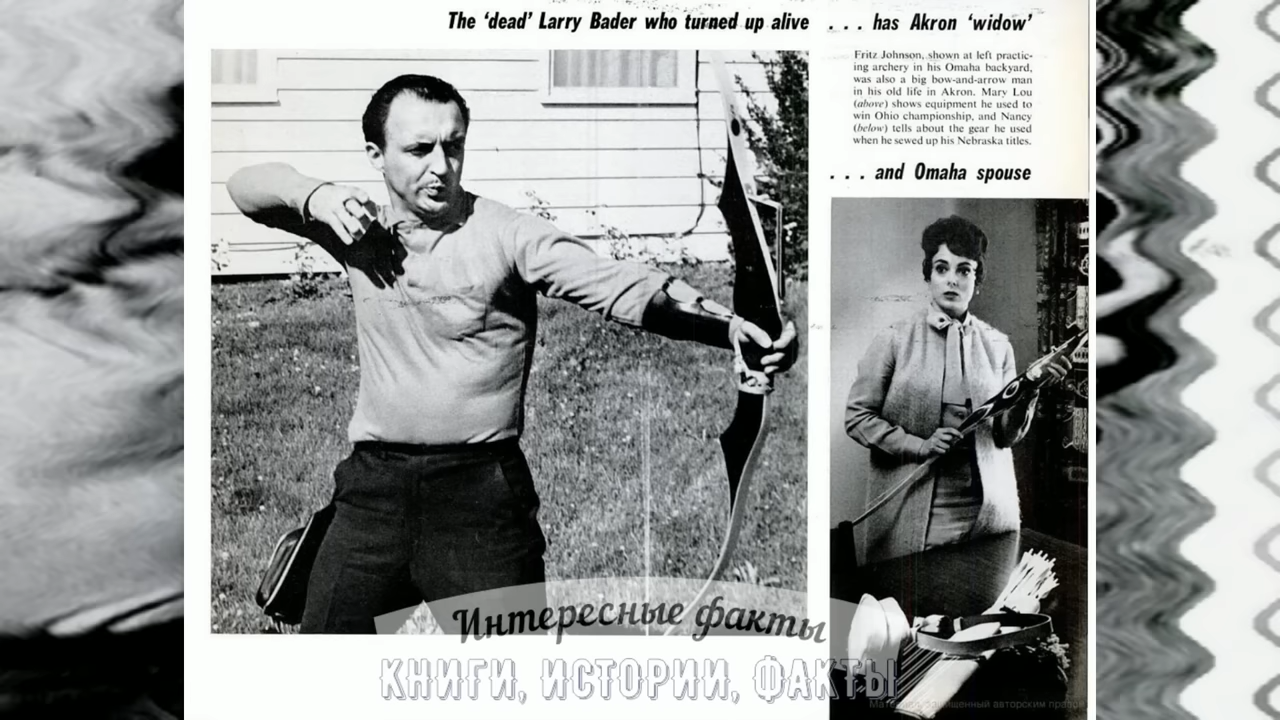 The ‘dead’ Larry Bader who turned up alive . . . has Akron ‘widow’
Fritz Johnson, shown at left practic-
ing archery in his Omaha backyard,
was also a big bow-and-arrow man
in his old life in Akron. Mary Lou
(above) shows equipment he used to
win Ohio championship, and Nancy
(below) tells about the gear he used
when he sewed up his Nebraska titles.
. . . and Omaha spouse
Интересные факты
КНИГИ, ИСТОРИИ, ФАКТЫ
авторским